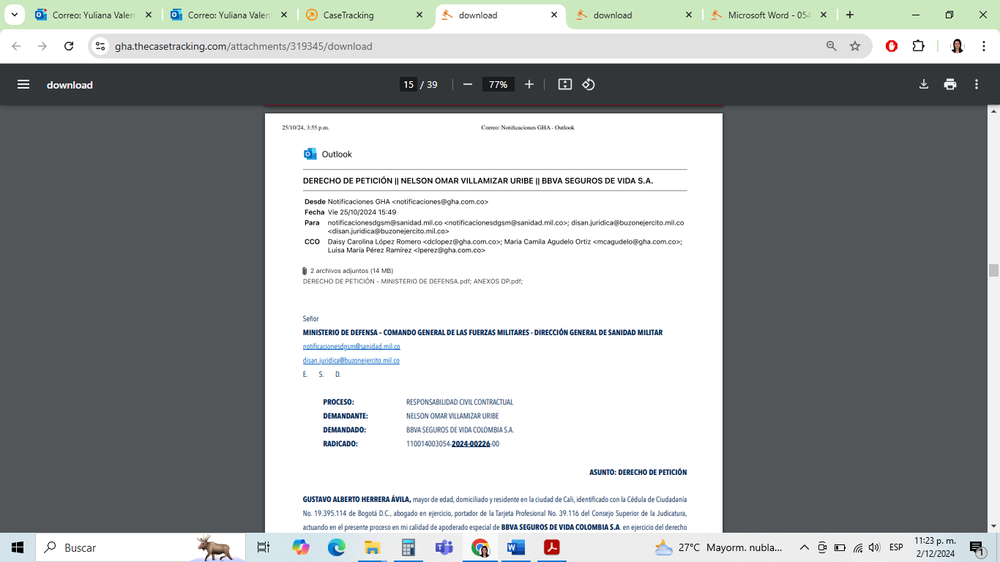 Correo: Yuliana Valen
Correo: Yuliana Valen
CaseTracking
download
download
Microsoft Word - 054
gha.thecasetracking.com/attachments/319345/download
download
15 / 39
77%
25/10/24, 3:55 p.m.
Correo: Notificaciones GHA - Outlook
Outlook
DERECHO DE PETICIÓN || NELSON OMAR VILLAMIZAR URIBE || BBVA SEGUROS DE VIDA S.A.
Desde Notificaciones GHA <notificaciones@gha.com.co>
Fecha Vie 25/10/2024 15:49
Para notificacionesdgsm@sanidad.mil.co <notificacionesdgsm@sanidad.mil.co>; disan.juridica@buzonejercito.mil.co
<disan.juridica@buzonejercito.mil.co>
CCO Daisy Carolina López Romero <dclopez@gha.com.co>; Maria Camila Agudelo Ortiz <mcagudelo@gha.com.co>;
Luisa María Pérez Ramírez <lperez@gha.com.co>
2 archivos adjuntos (14 MB)
DERECHO DE PETICIÓN - MINISTERIO DE DEFENSA.pdf; ANEXOS DP.pdf;
Señor
MINISTERIO DE DEFENSA – COMANDO GENERAL DE LAS FUERZAS MILITARES - DIRECCIÓN GENERAL DE SANIDAD MILITAR
notificacionesdgsm@sanidad.mil.co
disan.juridica@buzonejercito.mil.co
E. S. D.
PROCESO: RESPONSABILIDAD CIVIL CONTRACTUAL
DEMANDANTE: NELSON OMAR VILLAMIZAR URIBE
DEMANDADO: BBVA SEGUROS DE VIDA COLOMBIA S.A.
RADICADO: 110014003054-2024-00226-00
ASUNTO: DERECHO DE PETICIÓN
GUSTAVO ALBERTO HERRERA ÁVILA, mayor de edad, domiciliado y residente en la ciudad de Cali, identificado con la Cédula de Ciudadanía
No. 19.395.114 de Bogotá D.C., abogado en ejercicio, portador de la Tarjeta Profesional No. 39.116 del Consejo Superior de la Judicatura,
actuando en el presente proceso en mi calidad de apoderado especial de BBVA SEGUROS DE VIDA COLOMBIA S.A. en ejercicio del derecho
Buscar
27°C Mayorm. nubla...
ESP
11:23 p. m.
2/12/2024
1